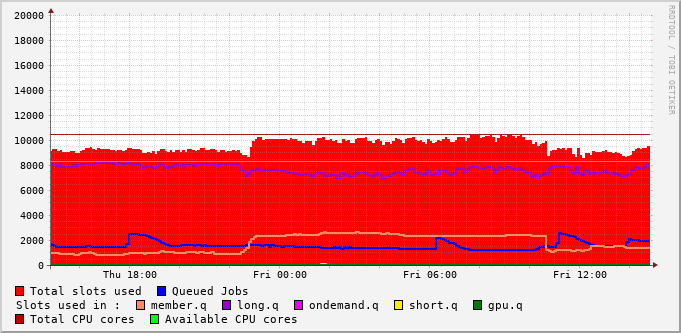 RRDTOOL / TOBI OETIKER
20000
18000
16000
14000
12000
10000
8000
6000
4000
2000
0
Thu 18:00 Fri 00:00 Fri 06:00 Fri 12:00
Total slots used Queued Jobs
Slots used in : member.q long.q ondemand.q short.q gpu.q
Total CPU cores Available CPU cores